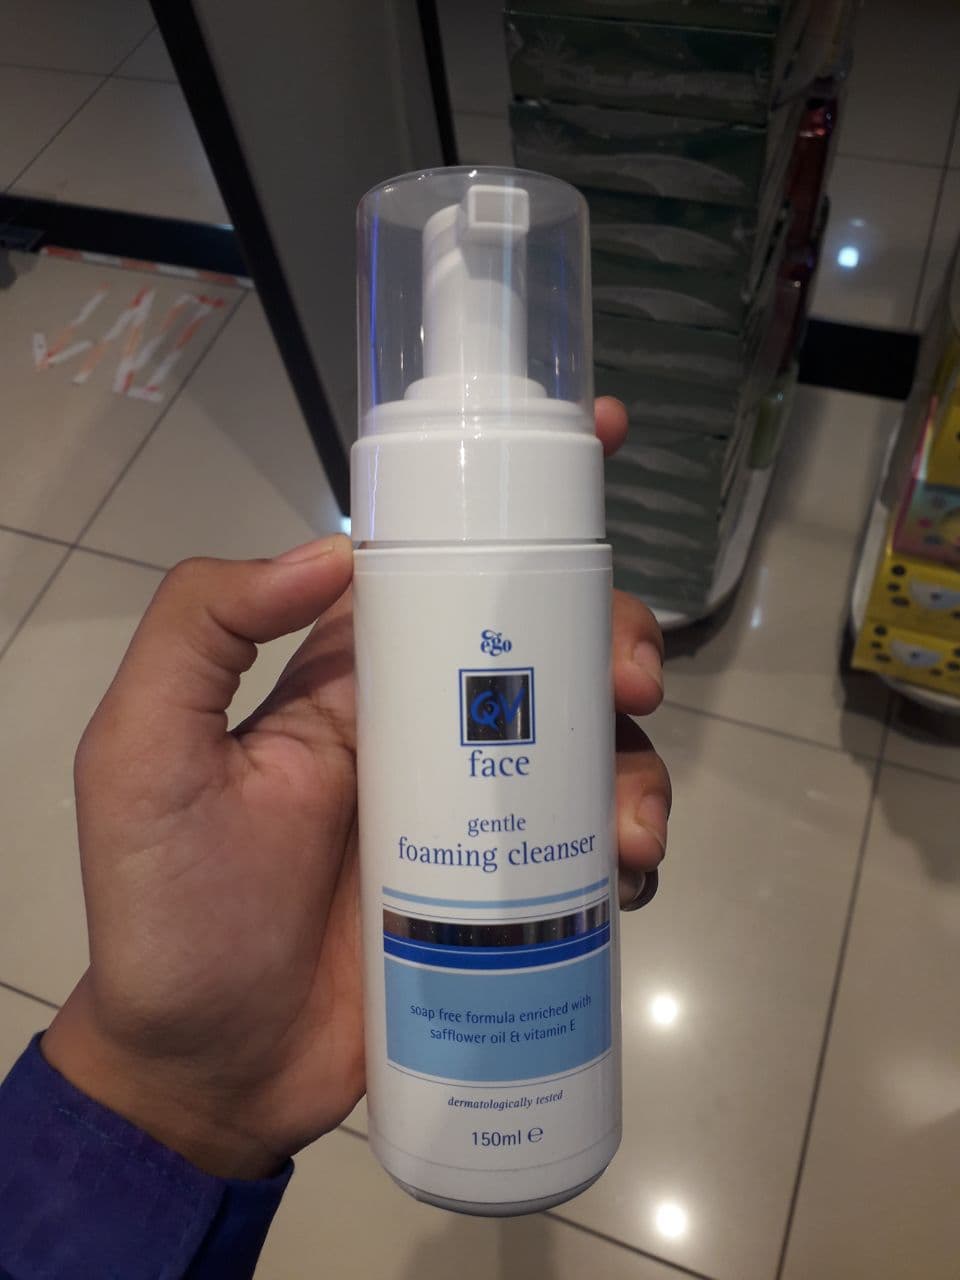 ego
QV
face
gentle
foaming cleanser
soap free formula enriched with
safflower oil & vitamin E
dermatologically tested
150ml ℮